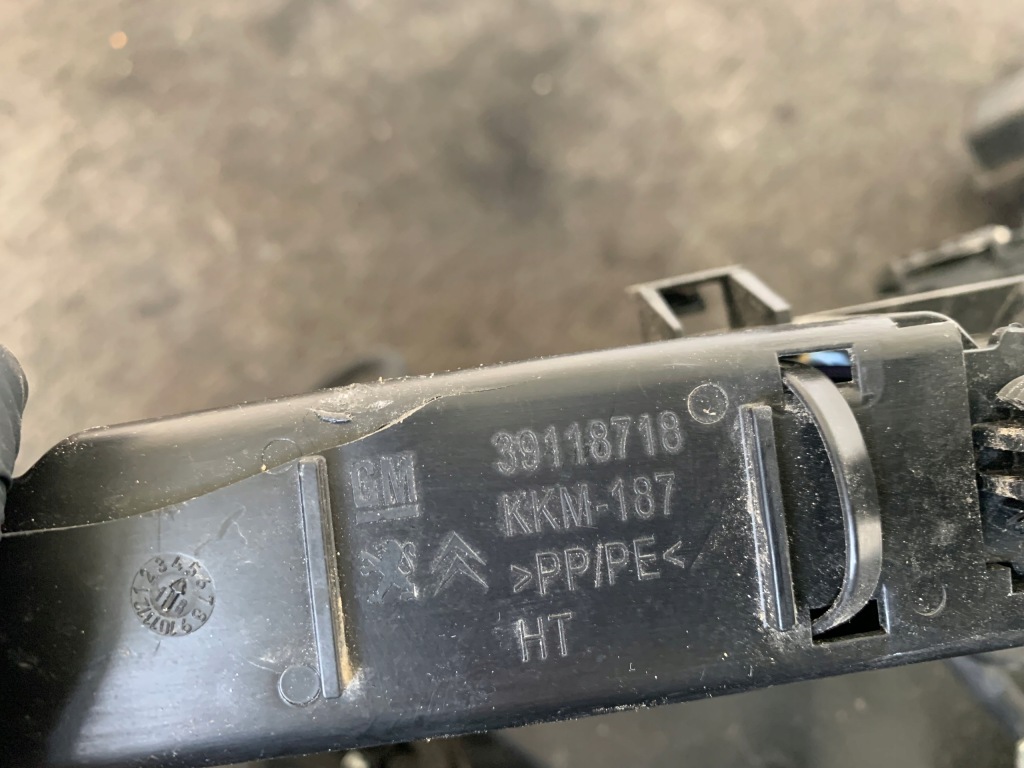 GM
39118718
KKM-187
>PP/PE<
HT